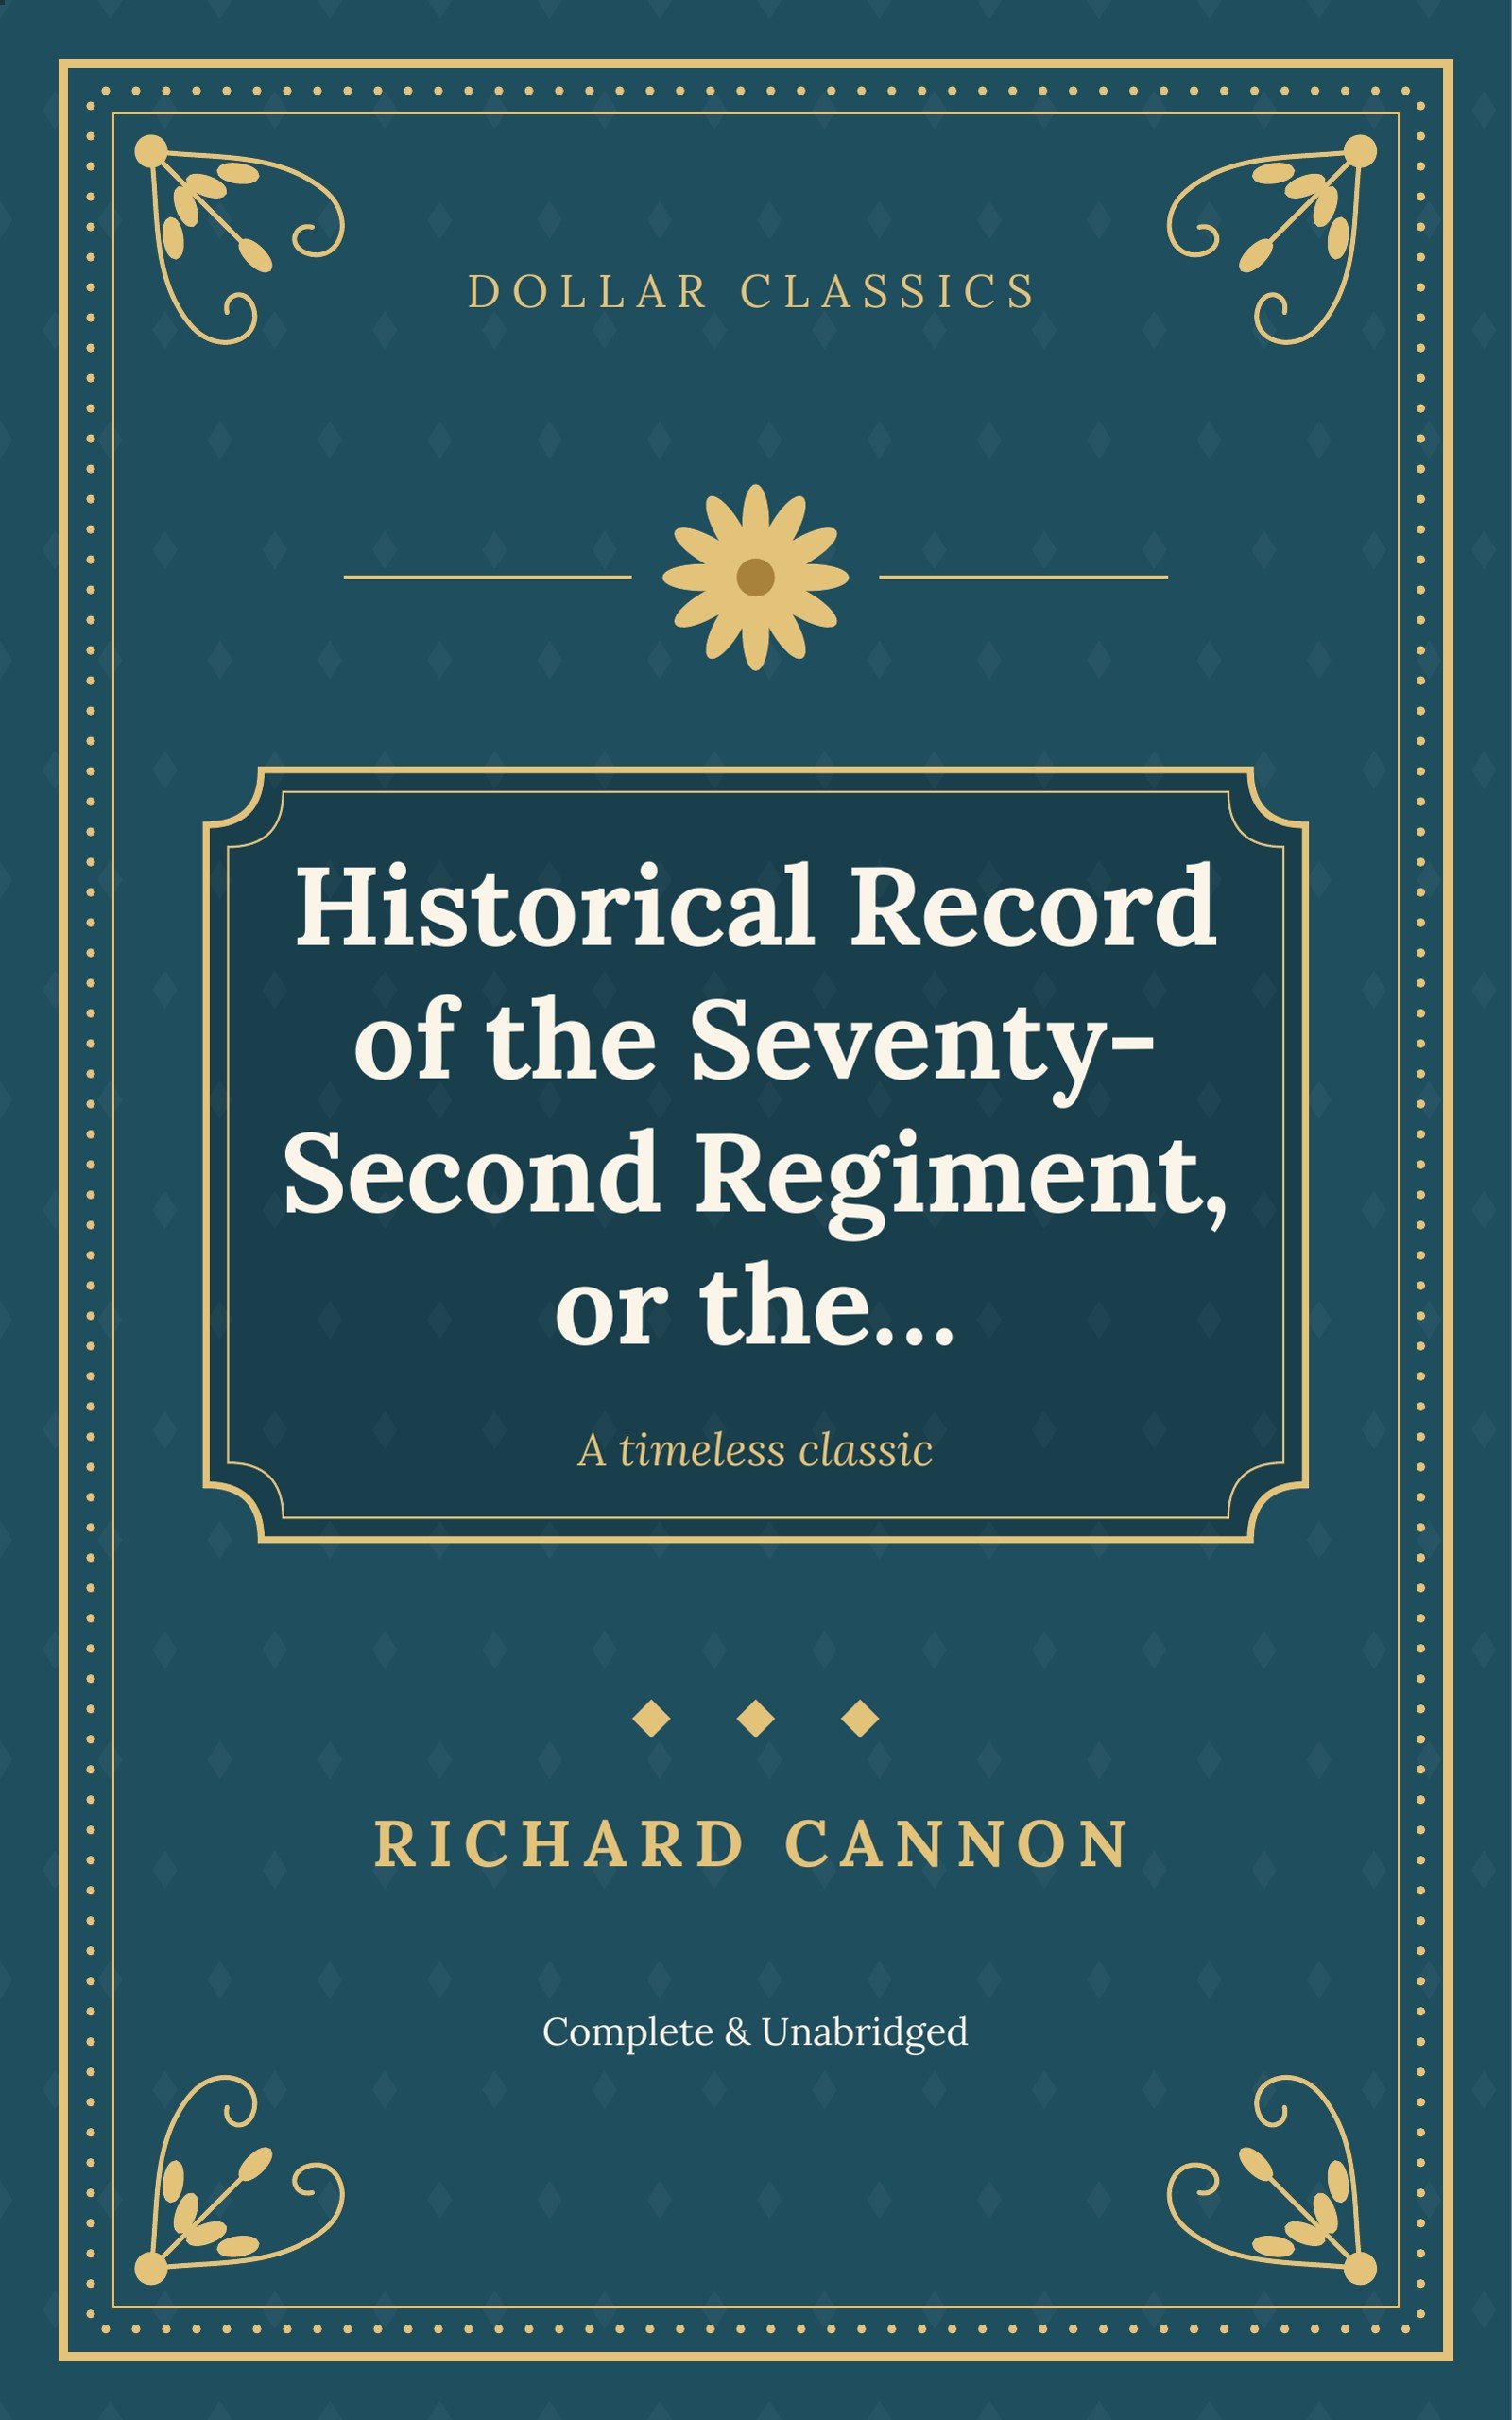 DOLLAR CLASSICS
Historical Record
of the Seventy-
Second Regiment,
or the...
A timeless classic
RICHARD CANNON
Complete & Unabridged